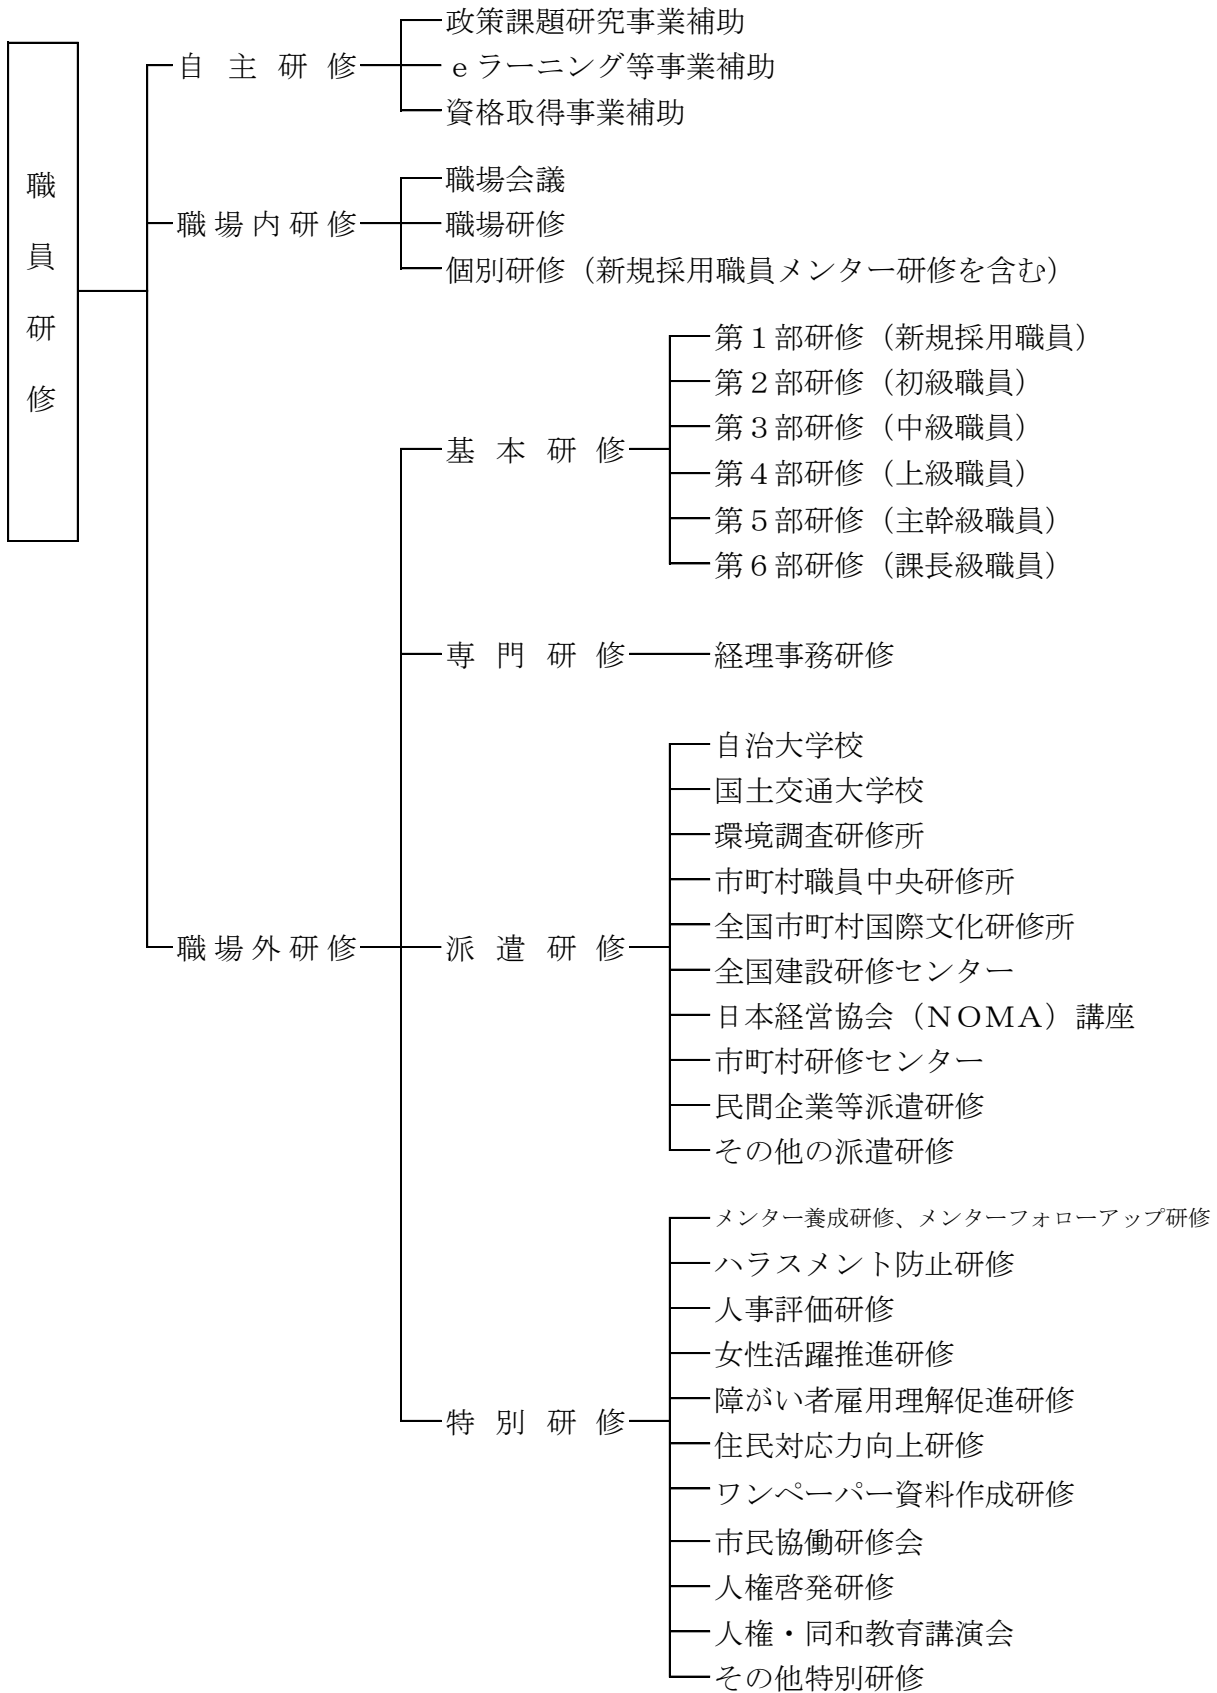 職員研修
自主研修
政策課題研究事業補助
ｅラーニング等事業補助
資格取得事業補助
職場内研修
職場会議
職場研修
個別研修（新規採用職員メンター研修を含む）
職場外研修
基本研修
第１部研修（新規採用職員）
第２部研修（初級職員）
第３部研修（中級職員）
第４部研修（上級職員）
第５部研修（主幹級職員）
第６部研修（課長級職員）
専門研修
経理事務研修
派遣研修
自治大学校
国土交通大学校
環境調査研修所
市町村職員中央研修所
全国市町村国際文化研修所
全国建設研修センター
日本経営協会（ＮＯＭＡ）講座
市町村研修センター
民間企業等派遣研修
その他の派遣研修
特別研修
メンター養成研修、メンターフォローアップ研修
ハラスメント防止研修
人事評価研修
女性活躍推進研修
障がい者雇用理解促進研修
住民対応力向上研修
ワンペーパー資料作成研修
市民協働研修会
人権啓発研修
人権・同和教育講演会
その他特別研修